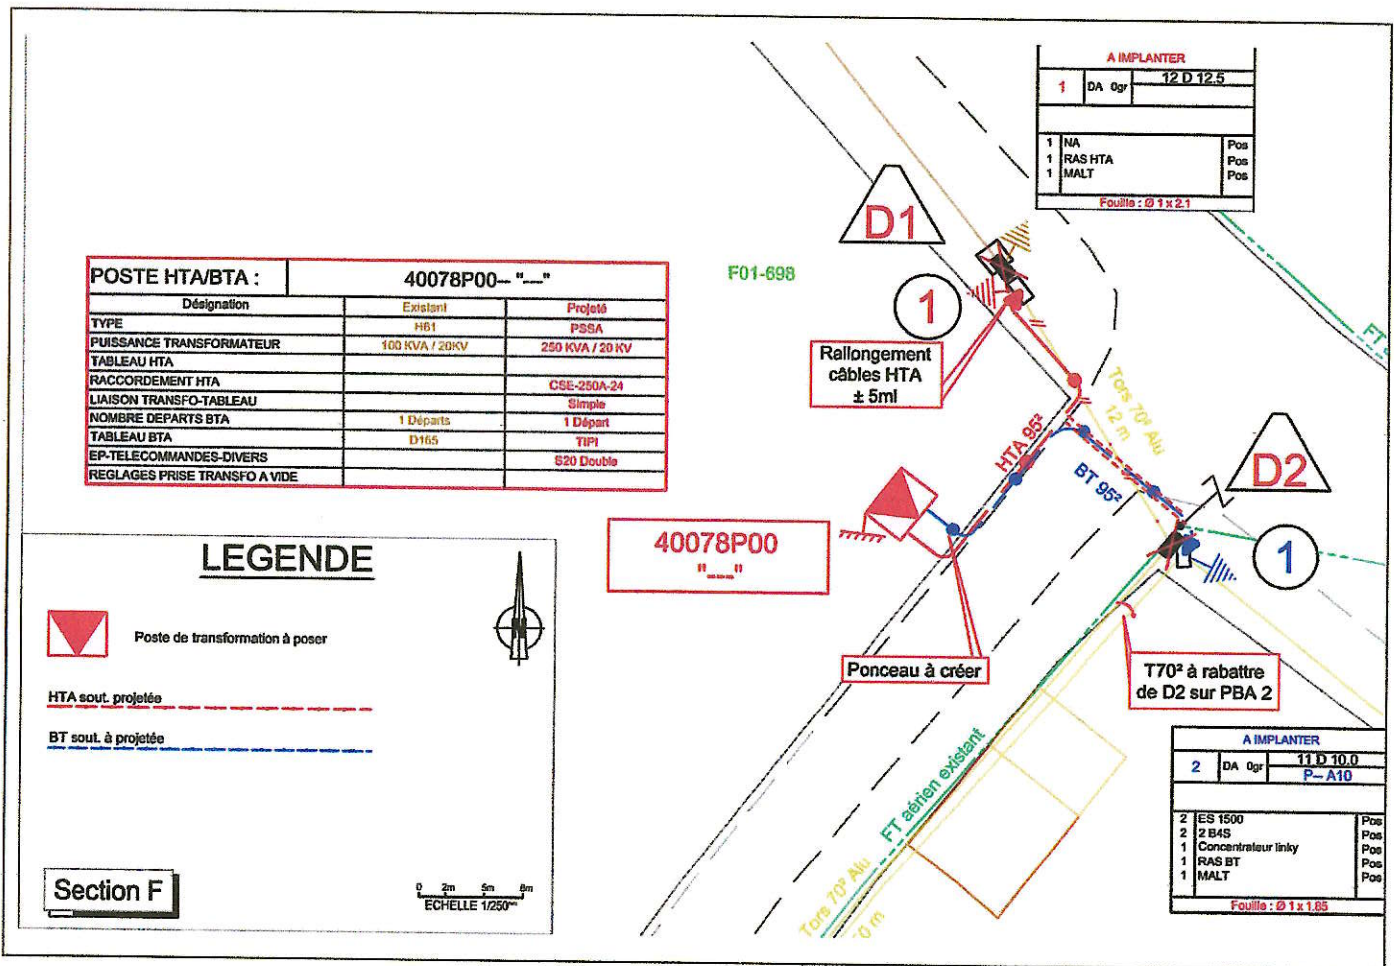 A IMPLANTER
1 DA 0gr 12 D 12.5
1 NA Pos
1 RAS HTA Pos
1 MALT Pos
Fouille : Ø 1 x 2.1
D1
F01-698
1
POSTE HTA/BTA : 40078P00-- "---"
Désignation Existant Projeté
TYPE H61 PSSA
PUISSANCE TRANSFORMATEUR 100 KVA / 20KV 250 KVA / 20 KV
TABLEAU HTA
RACCORDEMENT HTA CSE-250A-24
LIAISON TRANSFO-TABLEAU Simple
NOMBRE DEPARTS BTA 1 Départs 1 Départ
TABLEAU BTA D165 TIPI
EP-TELECOMMANDES-DIVERS S20 Double
REGLAGES PRISE TRANSFO A VIDE
Rallongement
câbles HTA
± 5ml
FT
Tors 70² Alu
12 m
HTA 95²
BT 95²
D2
1
40078P00
"---"
LEGENDE
N
Poste de transformation à poser
HTA sout. projetée
BT sout. à projetée
Section F
0 2m 5m 8m
ECHELLE 1/250
Ponceau à créer
T70² à rabattre
de D2 sur PBA 2
FT aérien existant
Tors 70² Alu
0 m
A IMPLANTER
2 DA 0gr 11 D 10.0
P-- A10
2 ES 1500 Pos
2 2 B4S Pos
1 Concentrateur linky Pos
1 RAS BT Pos
1 MALT Pos
Fouille : Ø 1 x 1.85